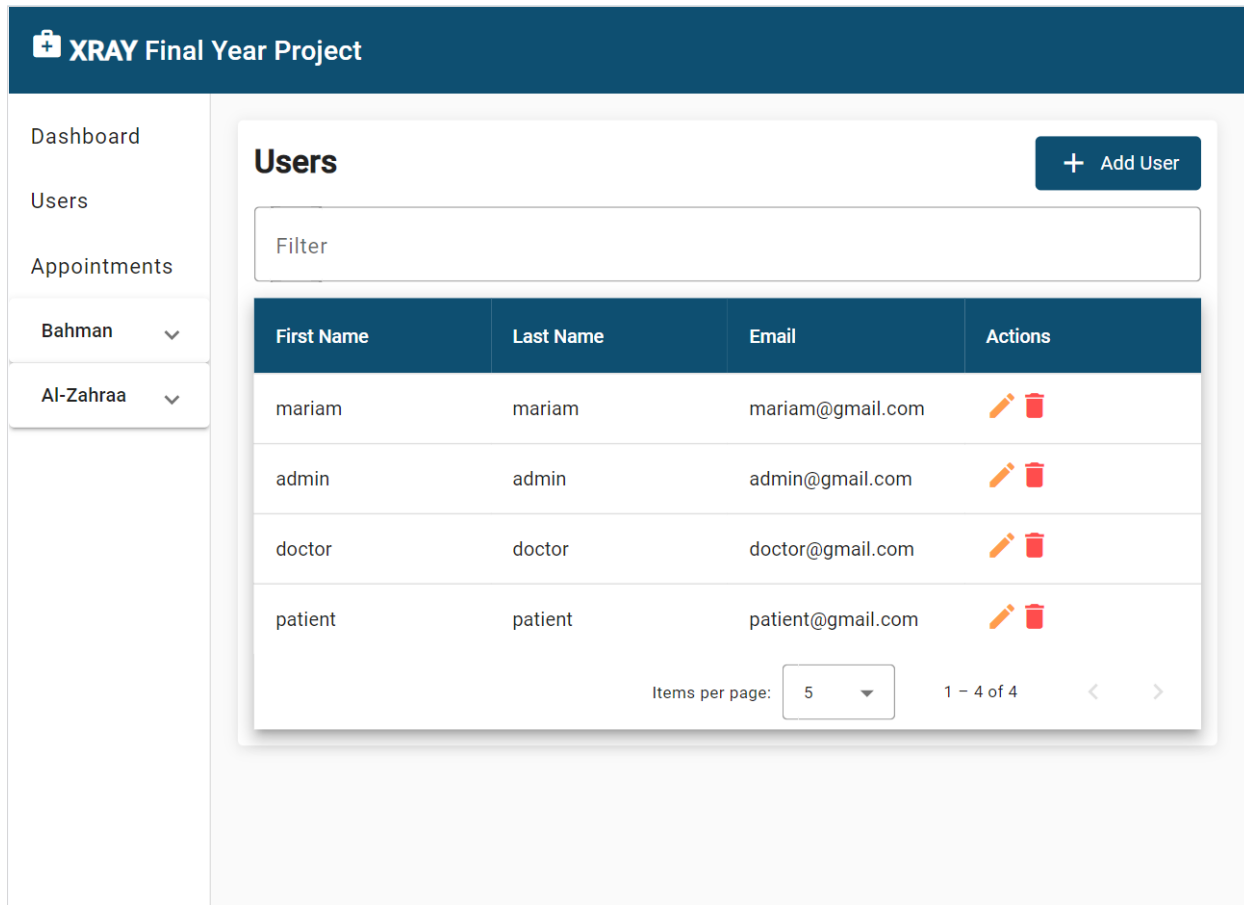 XRAY Final Year Project
Dashboard
Users
Appointments
Bahman
Al-Zahraa
Users
+ Add User
Filter
First Name Last Name Email Actions
mariam mariam mariam@gmail.com
admin admin admin@gmail.com
doctor doctor doctor@gmail.com
patient patient patient@gmail.com
Items per page: 5 1 – 4 of 4